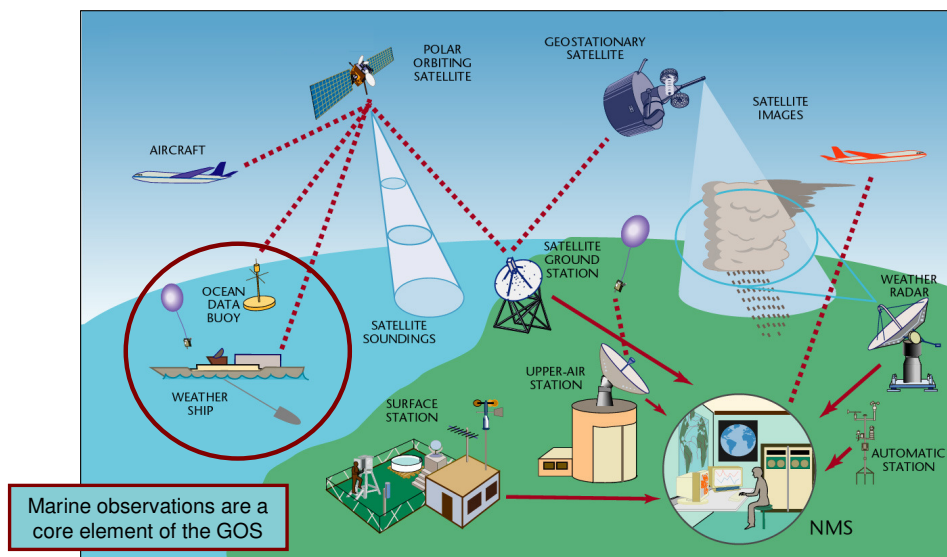 POLAR
ORBITING
SATELLITE
GEOSTATIONARY
SATELLITE
SATELLITE
IMAGES
AIRCRAFT
SATELLITE
GROUND
STATION
OCEAN
DATA
BUOY
WEATHER
RADAR
SATELLITE
SOUNDINGS
UPPER-AIR
STATION
WEATHER
SHIP
SURFACE
STATION
AUTOMATIC
STATION
NMS
Marine observations are a
core element of the GOS